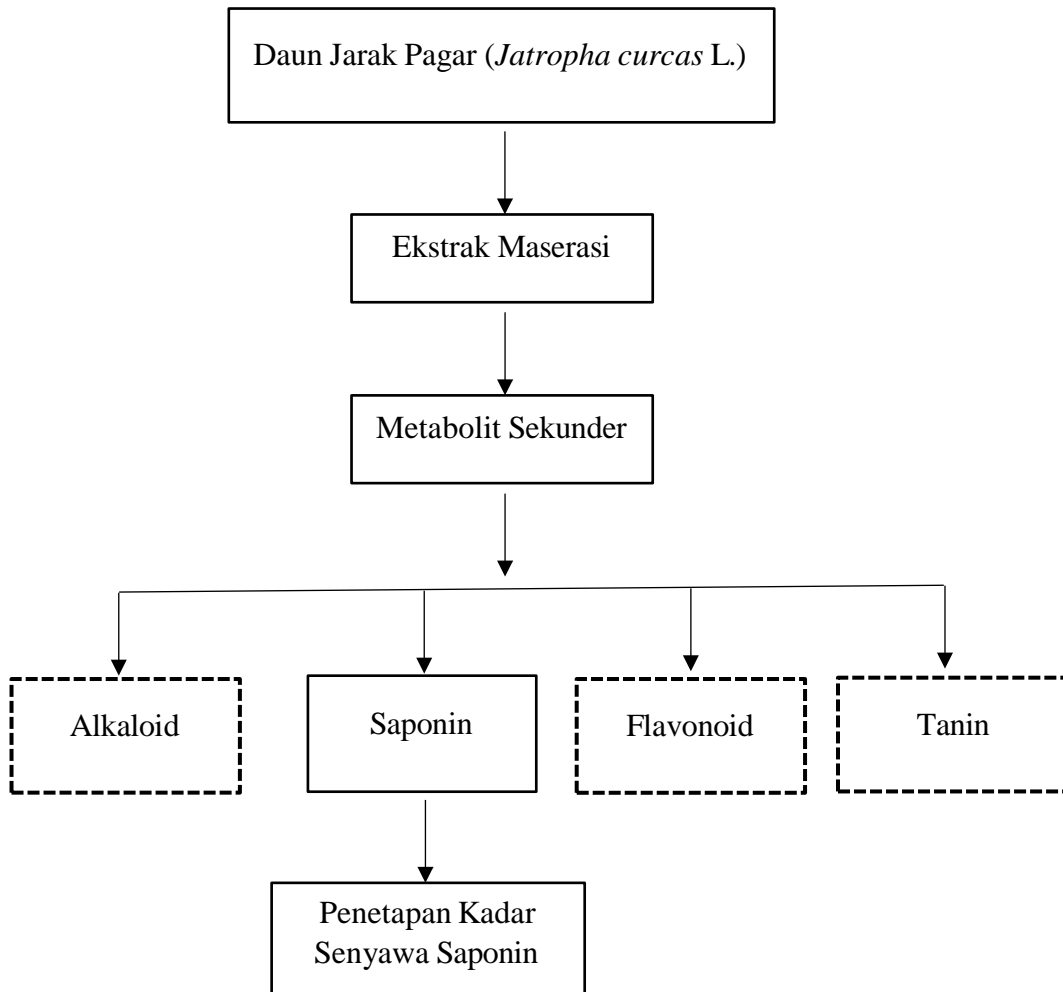 Daun Jarak Pagar (Jatropha curcas L.)
Ekstrak Maserasi
Metabolit Sekunder
Alkaloid
Saponin
Flavonoid
Tanin
Penetapan Kadar
Senyawa Saponin